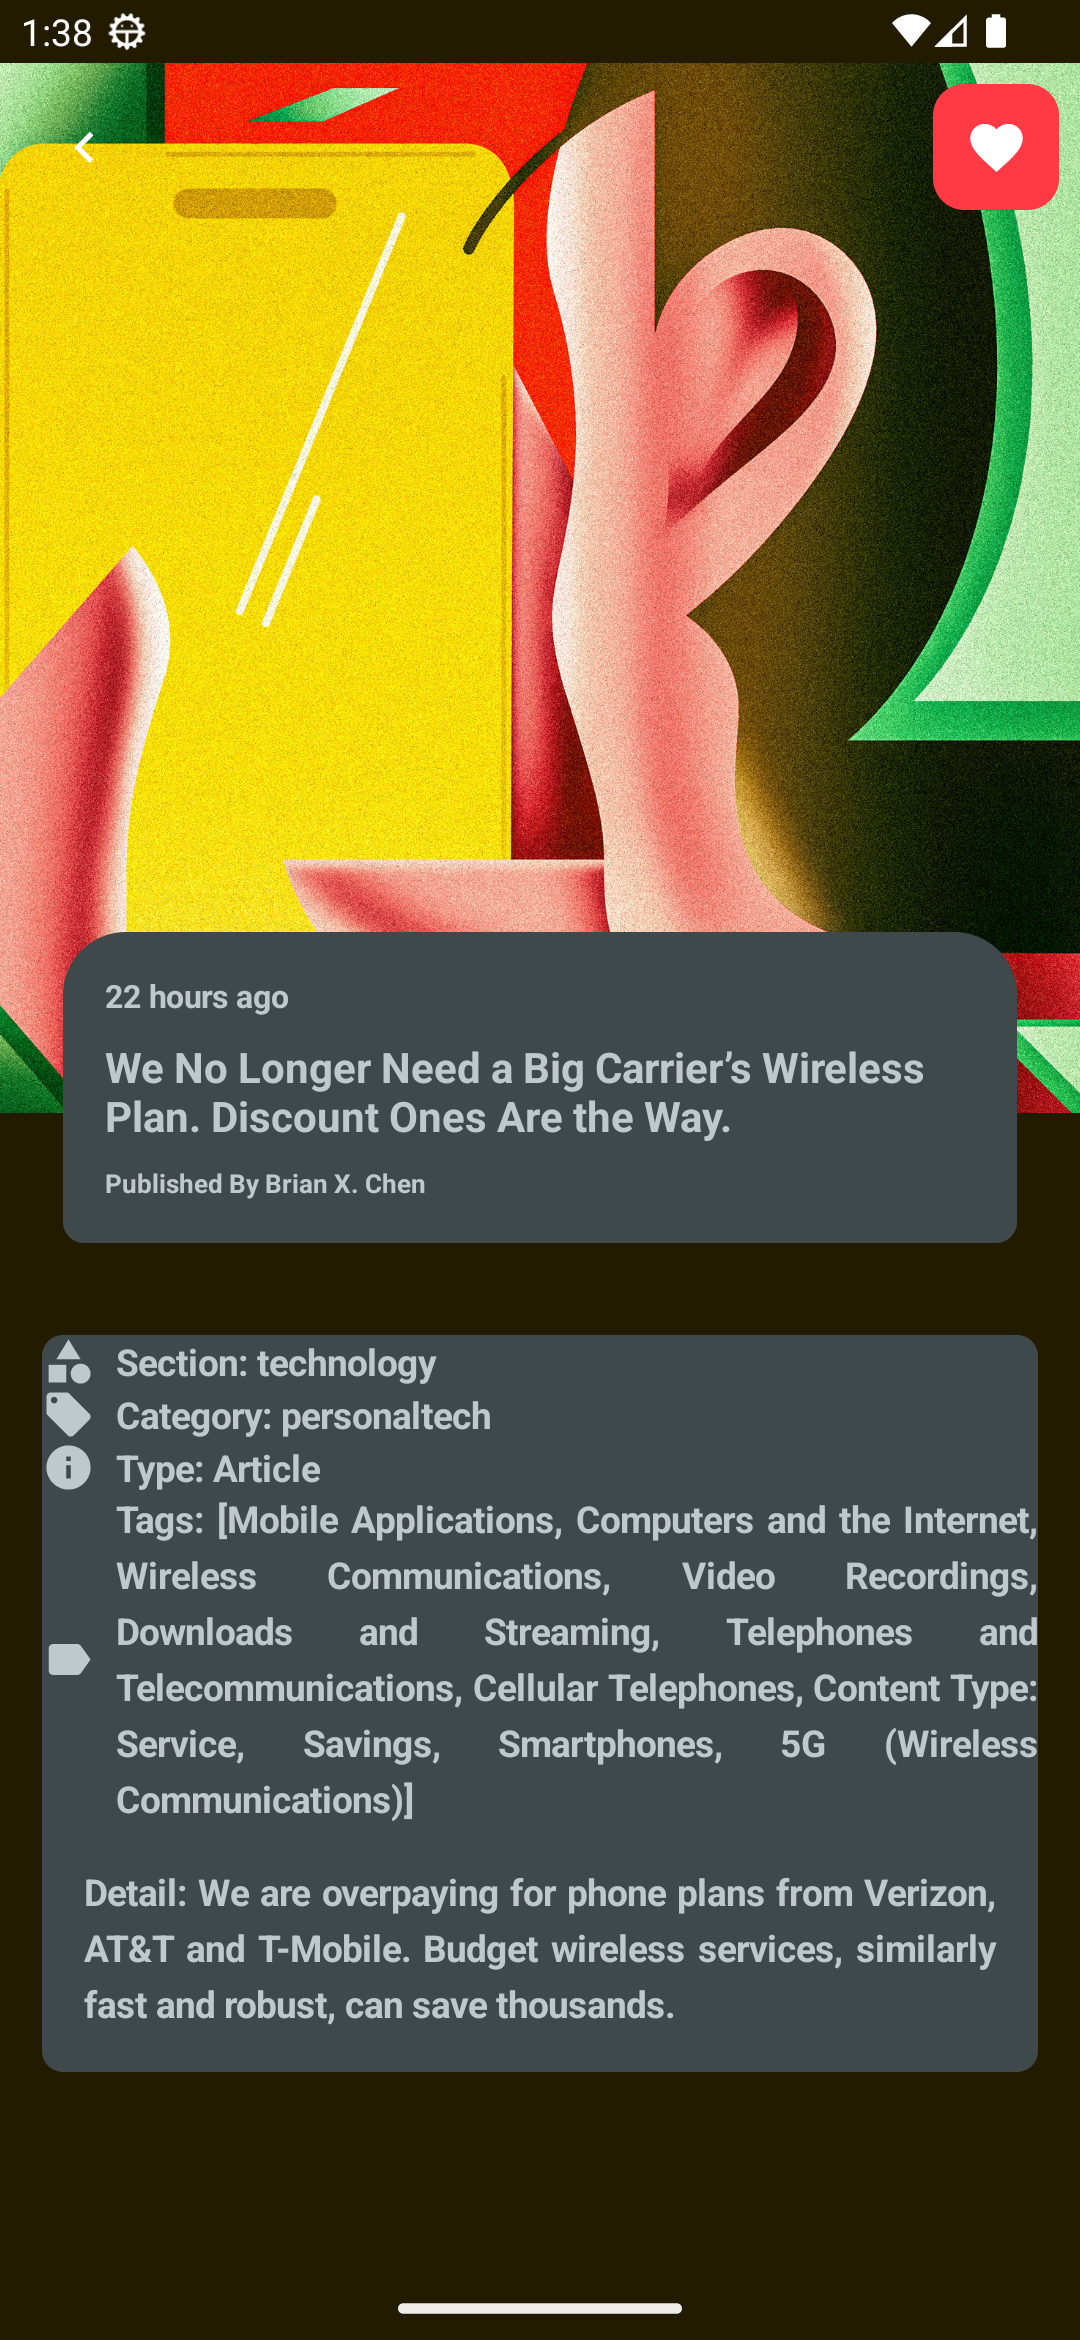 1:38
22 hours ago
We No Longer Need a Big Carrier’s Wireless
Plan. Discount Ones Are the Way.
Published By Brian X. Chen
Section: technology
Category: personaltech
Type: Article
Tags: [Mobile Applications, Computers and the Internet,
Wireless Communications, Video Recordings,
Downloads and Streaming, Telephones and
Telecommunications, Cellular Telephones, Content Type:
Service, Savings, Smartphones, 5G (Wireless
Communications)]
Detail: We are overpaying for phone plans from Verizon,
AT&T and T-Mobile. Budget wireless services, similarly
fast and robust, can save thousands.